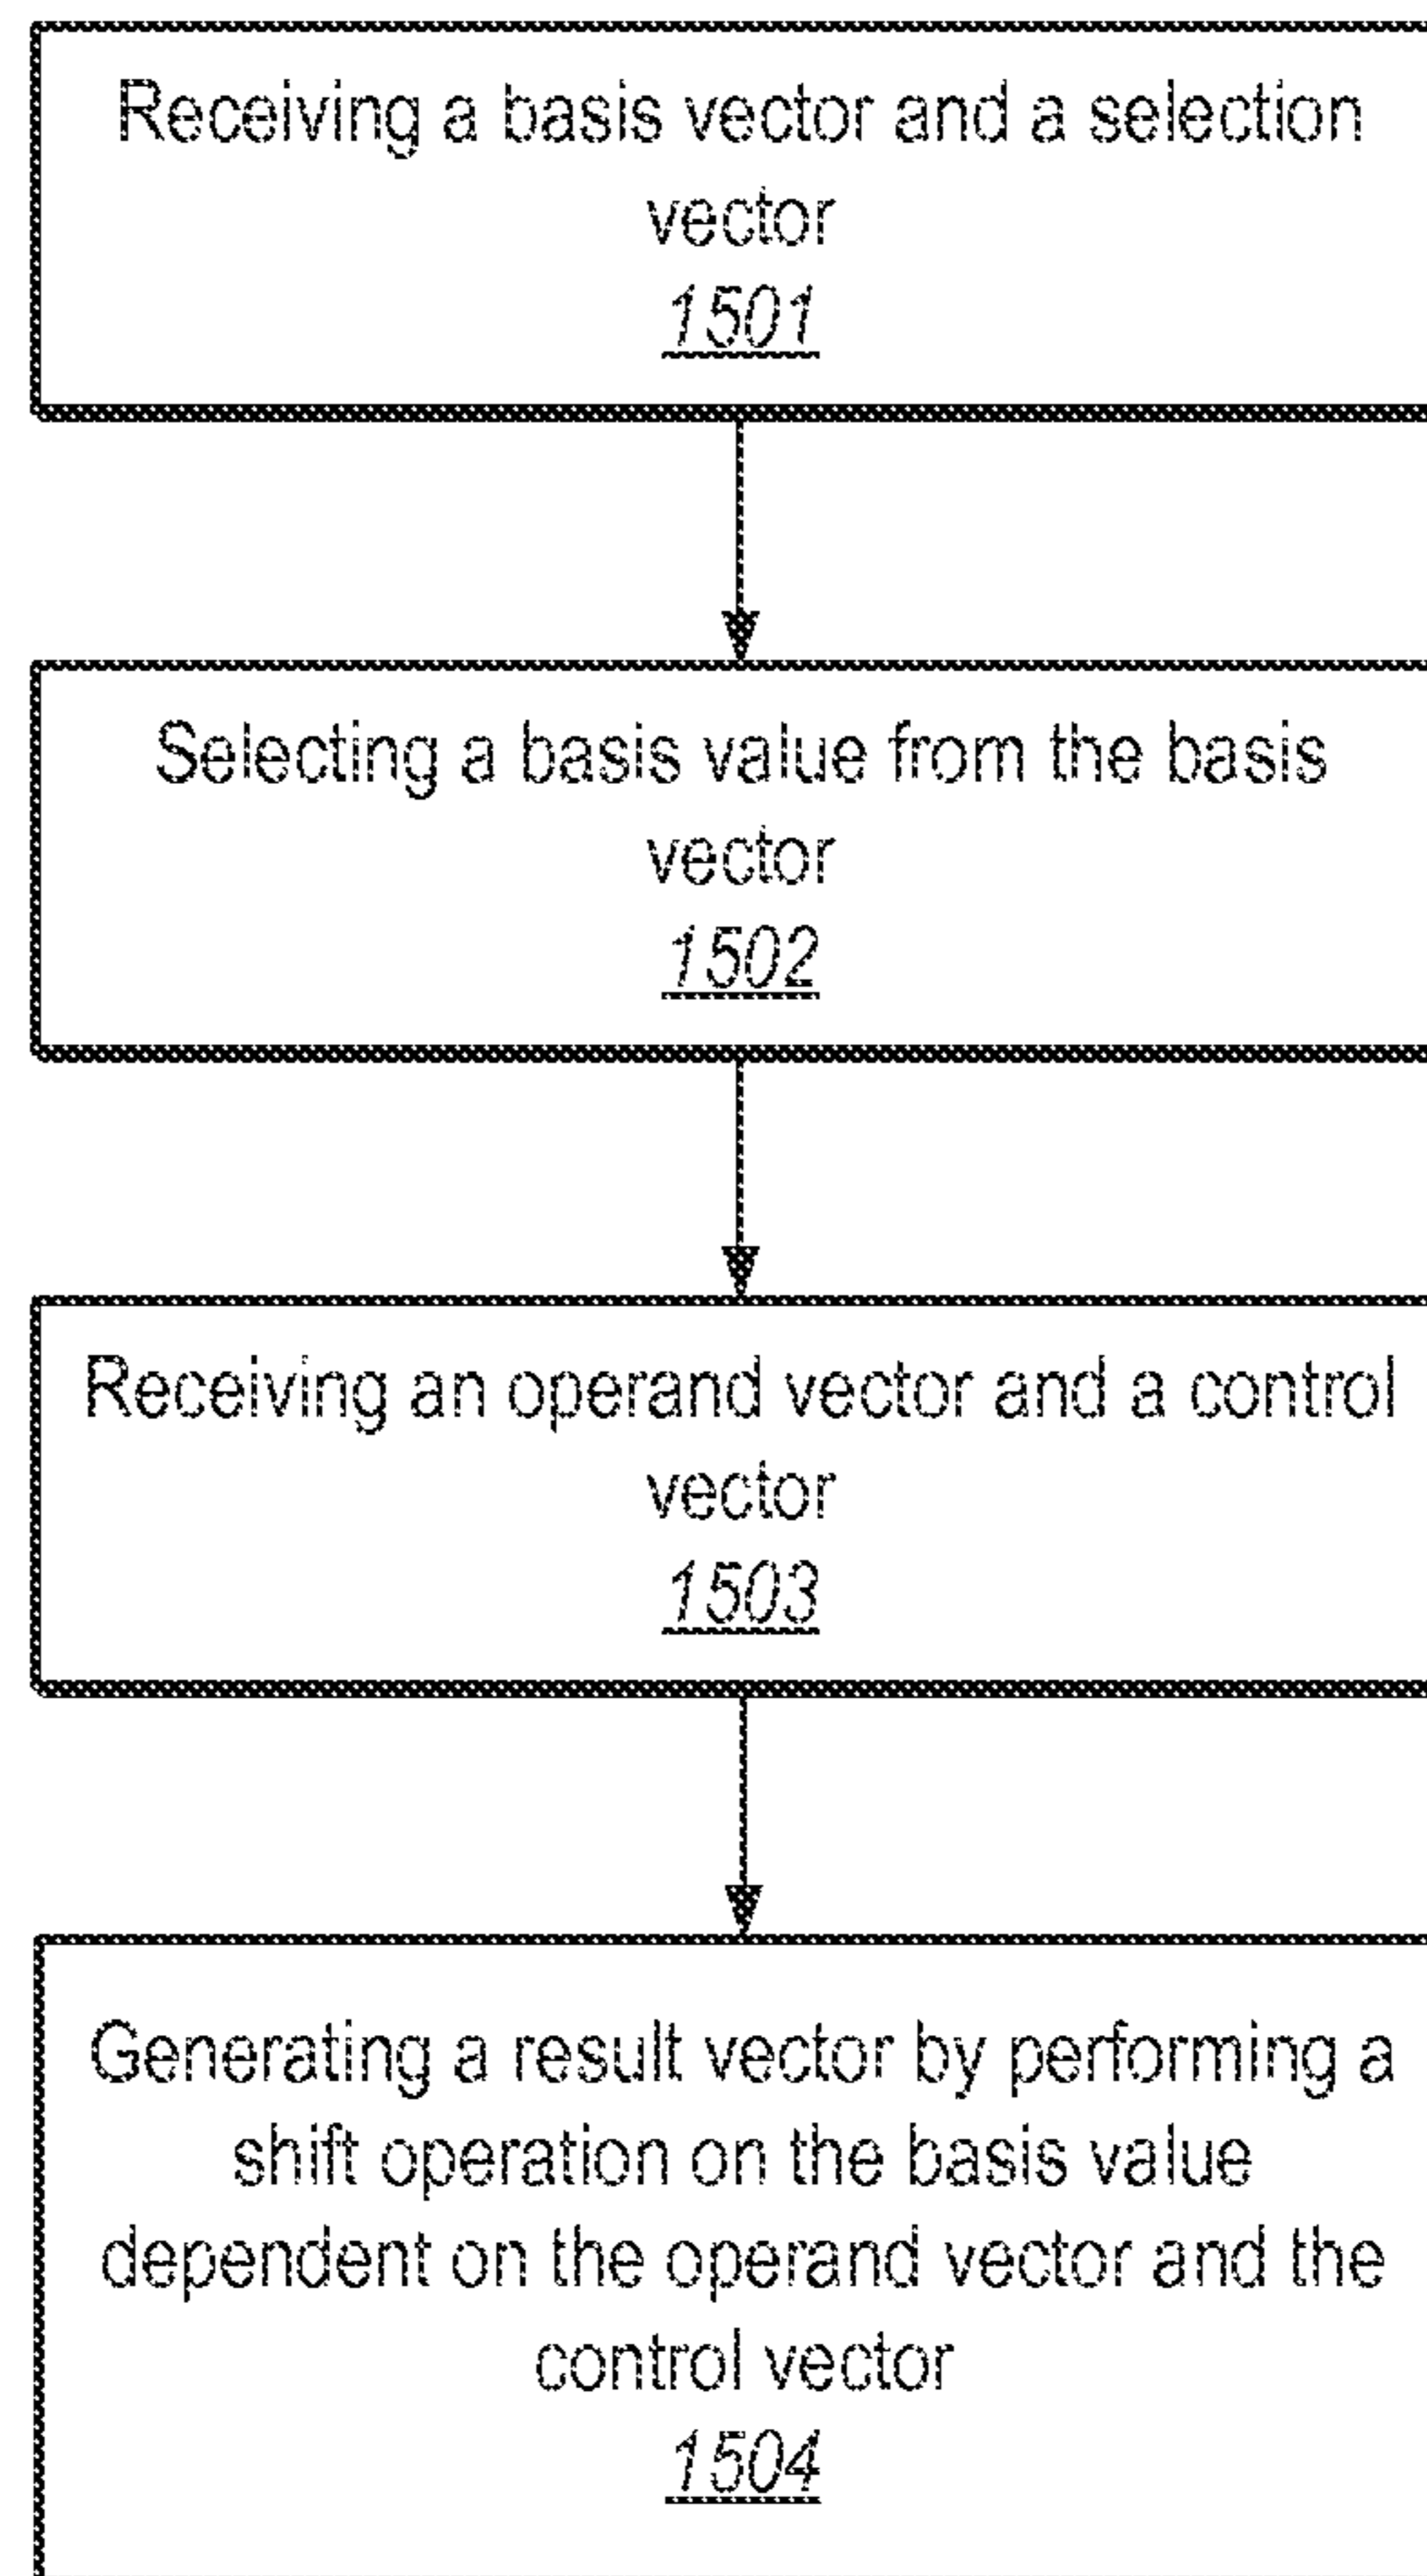 Receiving a basis vector and a selection
vector
1501
Selecting a basis value from the basis
vector
1502
Receiving an operand vector and a control
vector
1503
Generating a result vector by performing a
shift operation on the basis value
dependent on the operand vector and the
control vector
1504